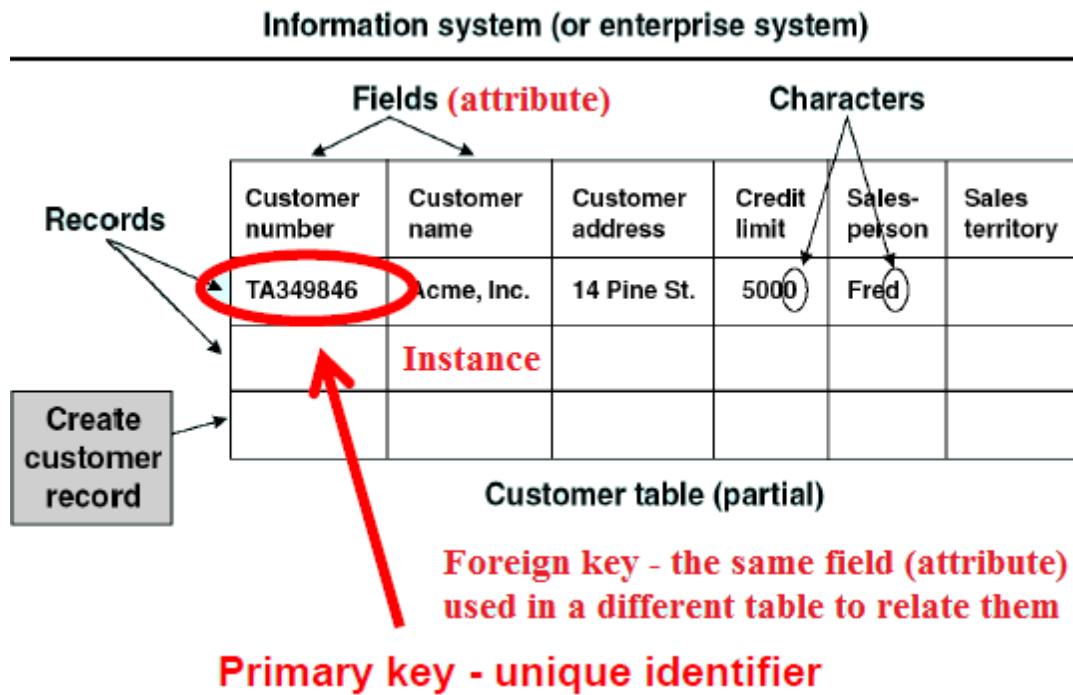 Information system (or enterprise system)
Fields (attribute)
Characters
Records
Customer number
Customer name
Customer address
Credit limit
Sales-person
Sales territory
TA349846
Acme, Inc.
14 Pine St.
5000
Fred
Instance
Create
customer
record
Customer table (partial)
Foreign key - the same field (attribute)
used in a different table to relate them
Primary key - unique identifier